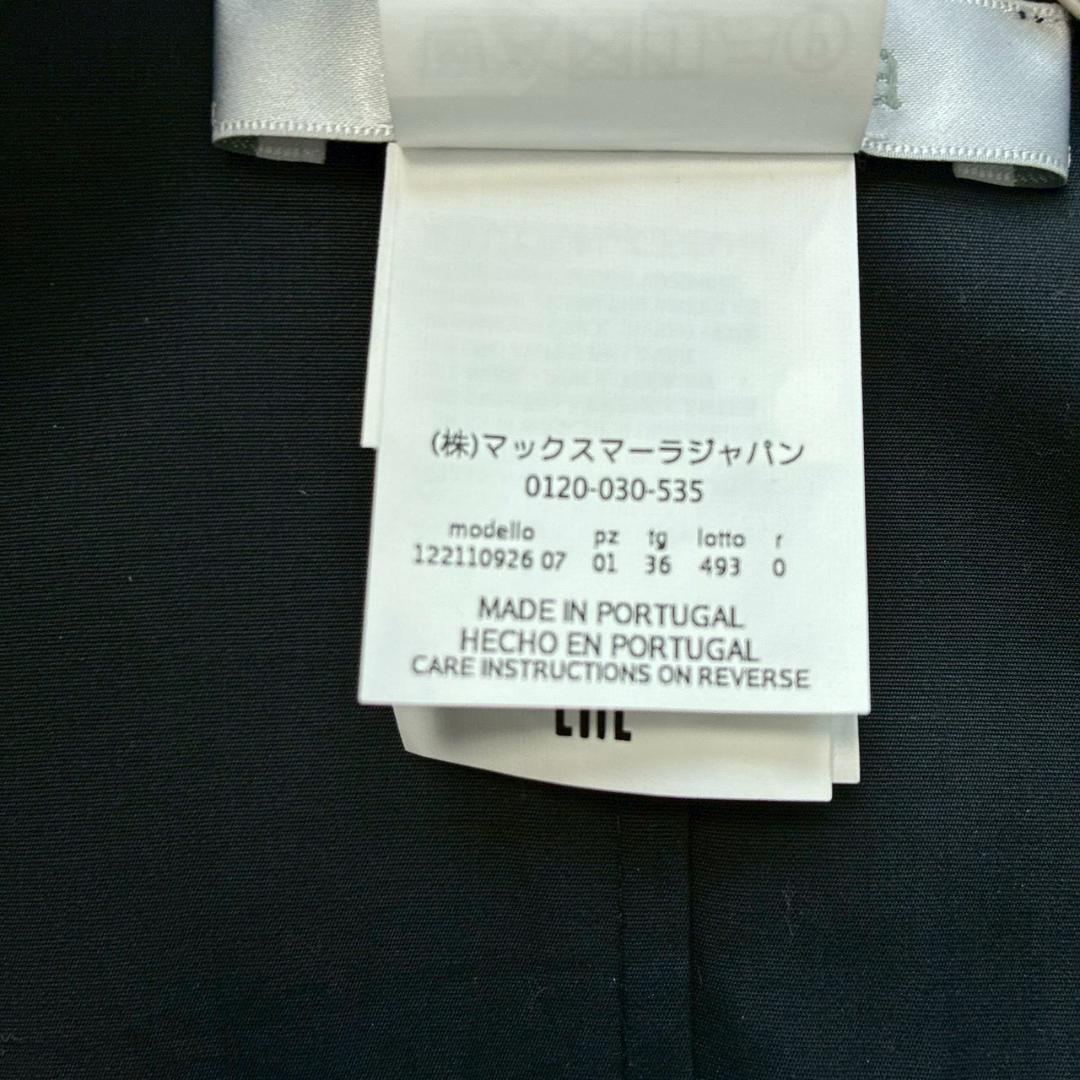 (株)マックスマーラジャパン
0120-030-535
modello pz tg lotto r
122110926 07 01 36 493 0
MADE IN PORTUGAL
HECHO EN PORTUGAL
CARE INSTRUCTIONS ON REVERSE